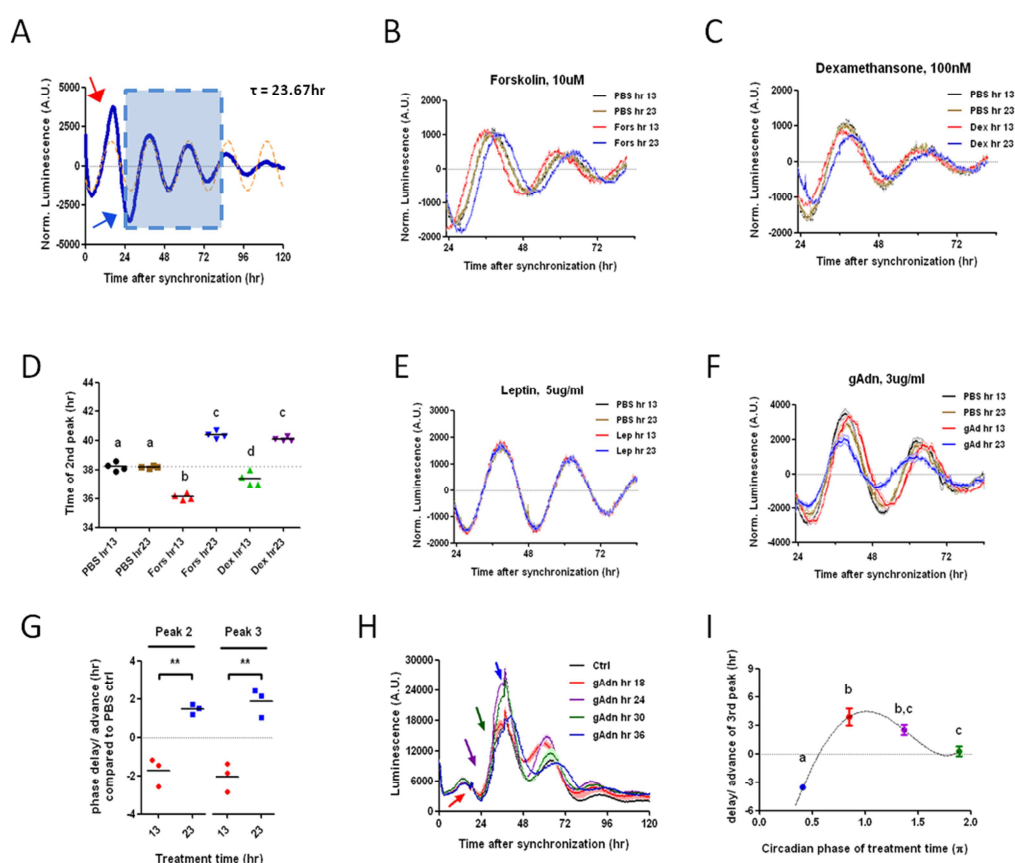 A
τ = 23.67hr
Norm. Luminescence (A.U.)
5000
2500
0
-2500
-5000
0
24
48
72
96
120
Time after synchronization (hr)
B
Forskolin, 10uM
Norm. Luminescence (A.U.)
2000
1000
0
-1000
-2000
24
48
72
Time after synchronization (hr)
PBS hr 13
PBS hr 23
Fors hr 13
Fors hr 23
C
Dexamethansone, 100nM
Norm. Luminescence (A.U.)
2000
1000
0
-1000
-2000
24
48
72
Time after synchronization (hr)
PBS hr 13
PBS hr 23
Dex hr 13
Dex hr 23
D
Time of 2nd peak (hr)
44
42
40
38
36
34
a
a
b
c
d
c
PBS hr13
PBS hr23
Fors hr13
Fors hr23
Dex hr13
Dex hr23
E
Leptin, 5ug/ml
Norm. Luminescence (A.U.)
3000
2000
1000
0
-1000
-2000
24
48
72
Time after synchronization (hr)
PBS hr 13
PBS hr 23
Lep hr 13
Lep hr 23
F
gAdn, 3ug/ml
Norm. Luminescence (A.U.)
4000
2000
0
-2000
-4000
24
48
72
Time after synchronization (hr)
PBS hr 13
PBS hr 23
gAd hr 13
gAd hr 23
G
Peak 2
Peak 3
**
**
phase delay/ advance (hr)
compared to PBS ctrl
4
2
0
-2
-4
13
23
13
23
Treatment time (hr)
H
Luminescence (A.U.)
30000
24000
18000
12000
6000
0
0
24
48
72
96
120
Time after synchronization (hr)
Ctrl
gAdn hr 18
gAdn hr 24
gAdn hr 30
gAdn hr 36
I
delay/ advance of 3rd peak (hr)
9
6
3
0
-3
-6
a
b
b,c
c
0.0
0.5
1.0
1.5
2.0
Circadian phase of treatment time (π)